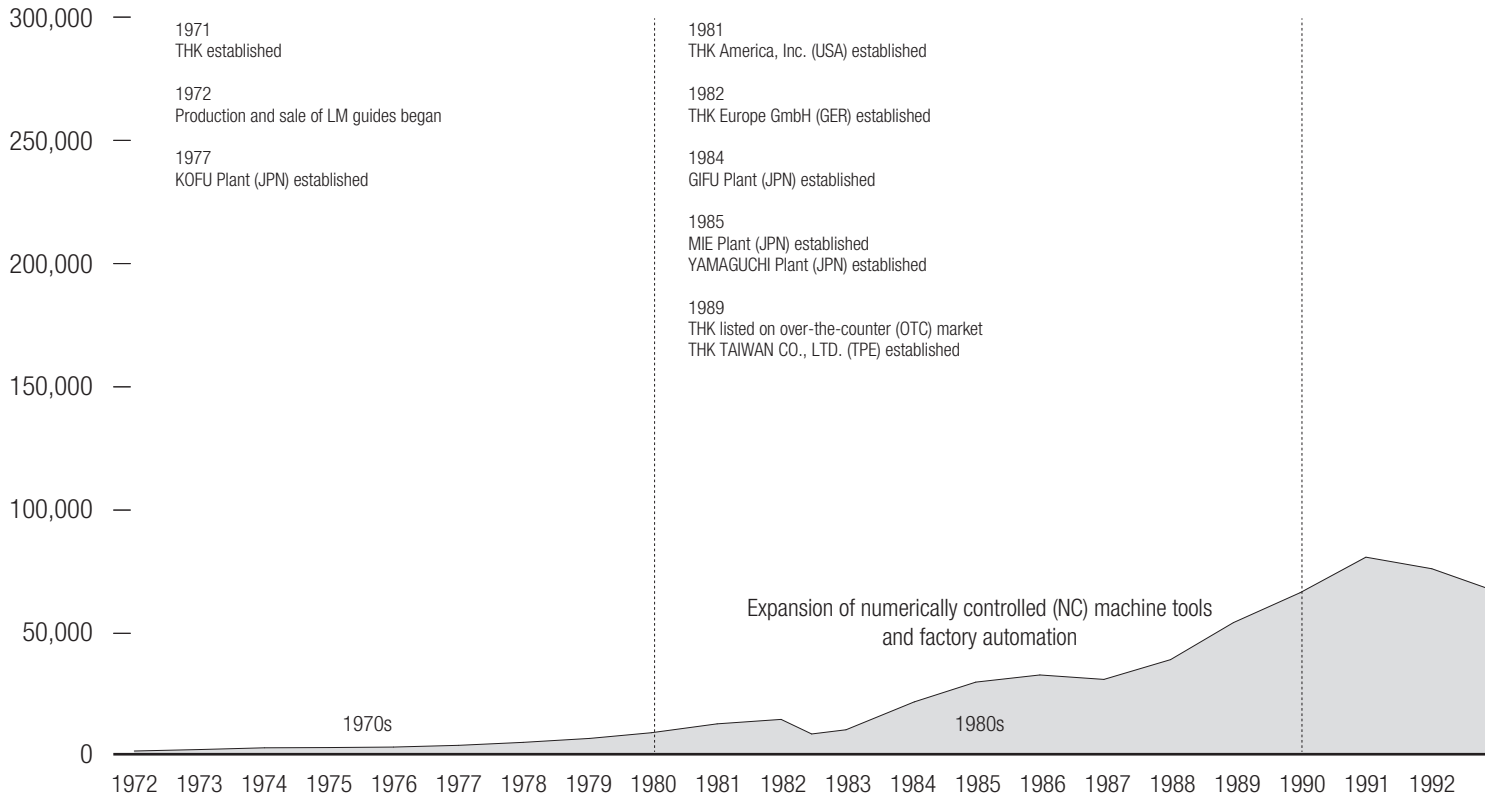 300,000
250,000
200,000
150,000
100,000
50,000
0
1971
THK established
1972
Production and sale of LM guides began
1977
KOFU Plant (JPN) established
1981
THK America, Inc. (USA) established
1982
THK Europe GmbH (GER) established
1984
GIFU Plant (JPN) established
1985
MIE Plant (JPN) established
YAMAGUCHI Plant (JPN) established
1989
THK listed on over-the-counter (OTC) market
THK TAIWAN CO., LTD. (TPE) established
Expansion of numerically controlled (NC) machine tools
and factory automation
1970s
1980s
1972 1973 1974 1975 1976 1977 1978 1979 1980 1981 1982 1983 1984 1985 1986 1987 1988 1989 1990 1991 1992